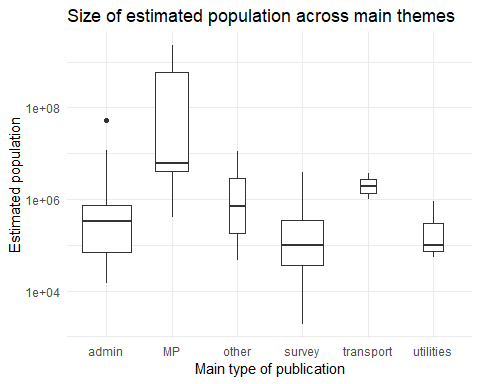 Size of estimated population across main themes
Estimated population
1e+08
1e+06
1e+04
admin MP other survey transport utilities
Main type of publication